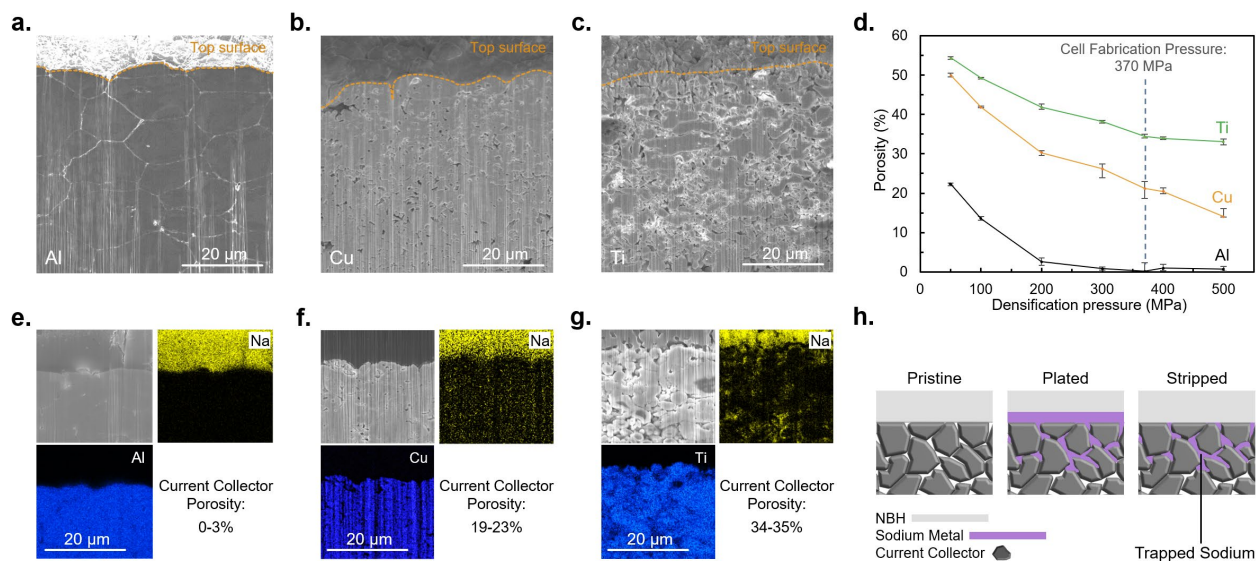 a.
Top surface
Al
20 µm
b.
Top surface
Cu
20 µm
c.
Top surface
Ti
20 µm
d.
60
50
40
30
20
10
0
Porosity (%)
Cell Fabrication Pressure:
370 MPa
Ti
Cu
Al
0 100 200 300 400 500
Densification pressure (MPa)
e.
Na
Al
20 µm
Current Collector
Porosity:
0-3%
f.
Na
Cu
20 µm
Current Collector
Porosity:
19-23%
g.
Na
Ti
20 µm
Current Collector
Porosity:
34-35%
h.
Pristine
Plated
Stripped
NBH
Sodium Metal
Current Collector
Trapped Sodium